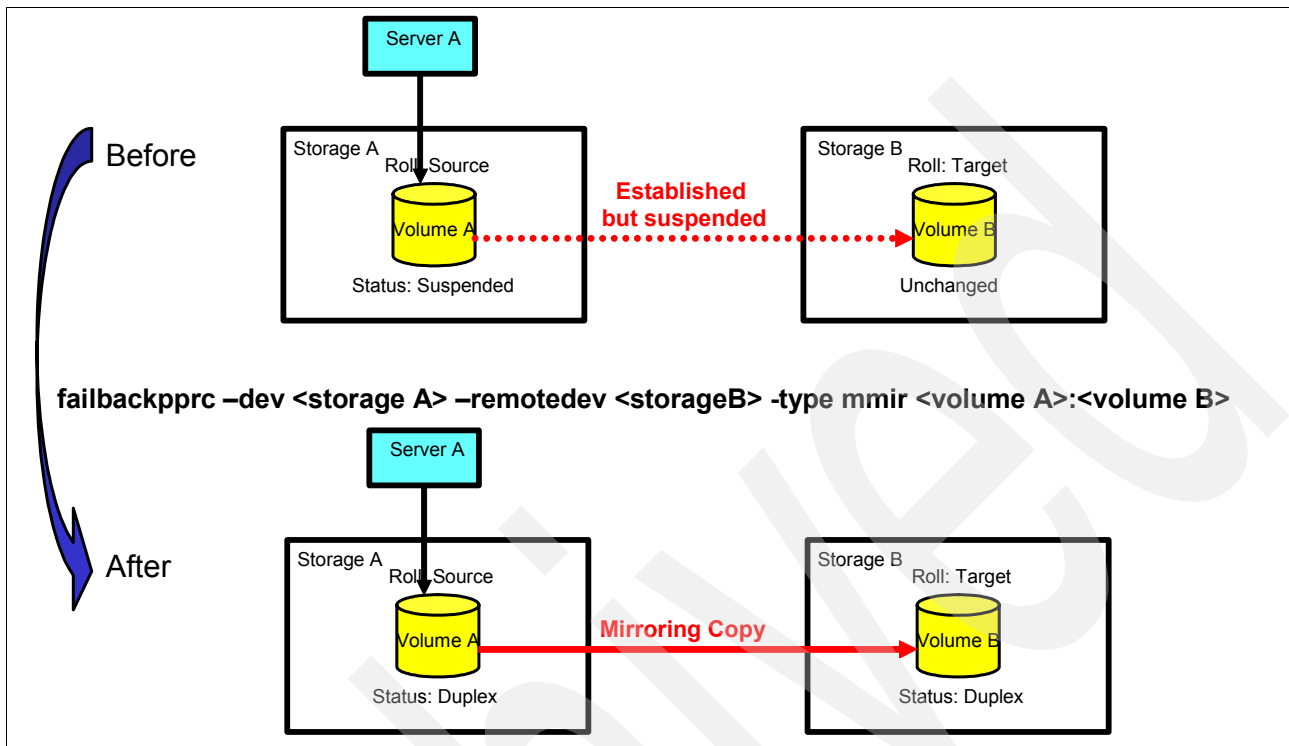 Server A
Before
Storage A
Roll: Source
Volume A
Status: Suspended
Established
but suspended
Storage B
Roll: Target
Volume B
Unchanged
failbackpprc –dev <storage A> –remotedev <storageB> -type mmir <volume A>:<volume B>
Server A
After
Storage A
Roll: Source
Volume A
Status: Duplex
Mirroring Copy
Storage B
Roll: Target
Volume B
Status: Duplex